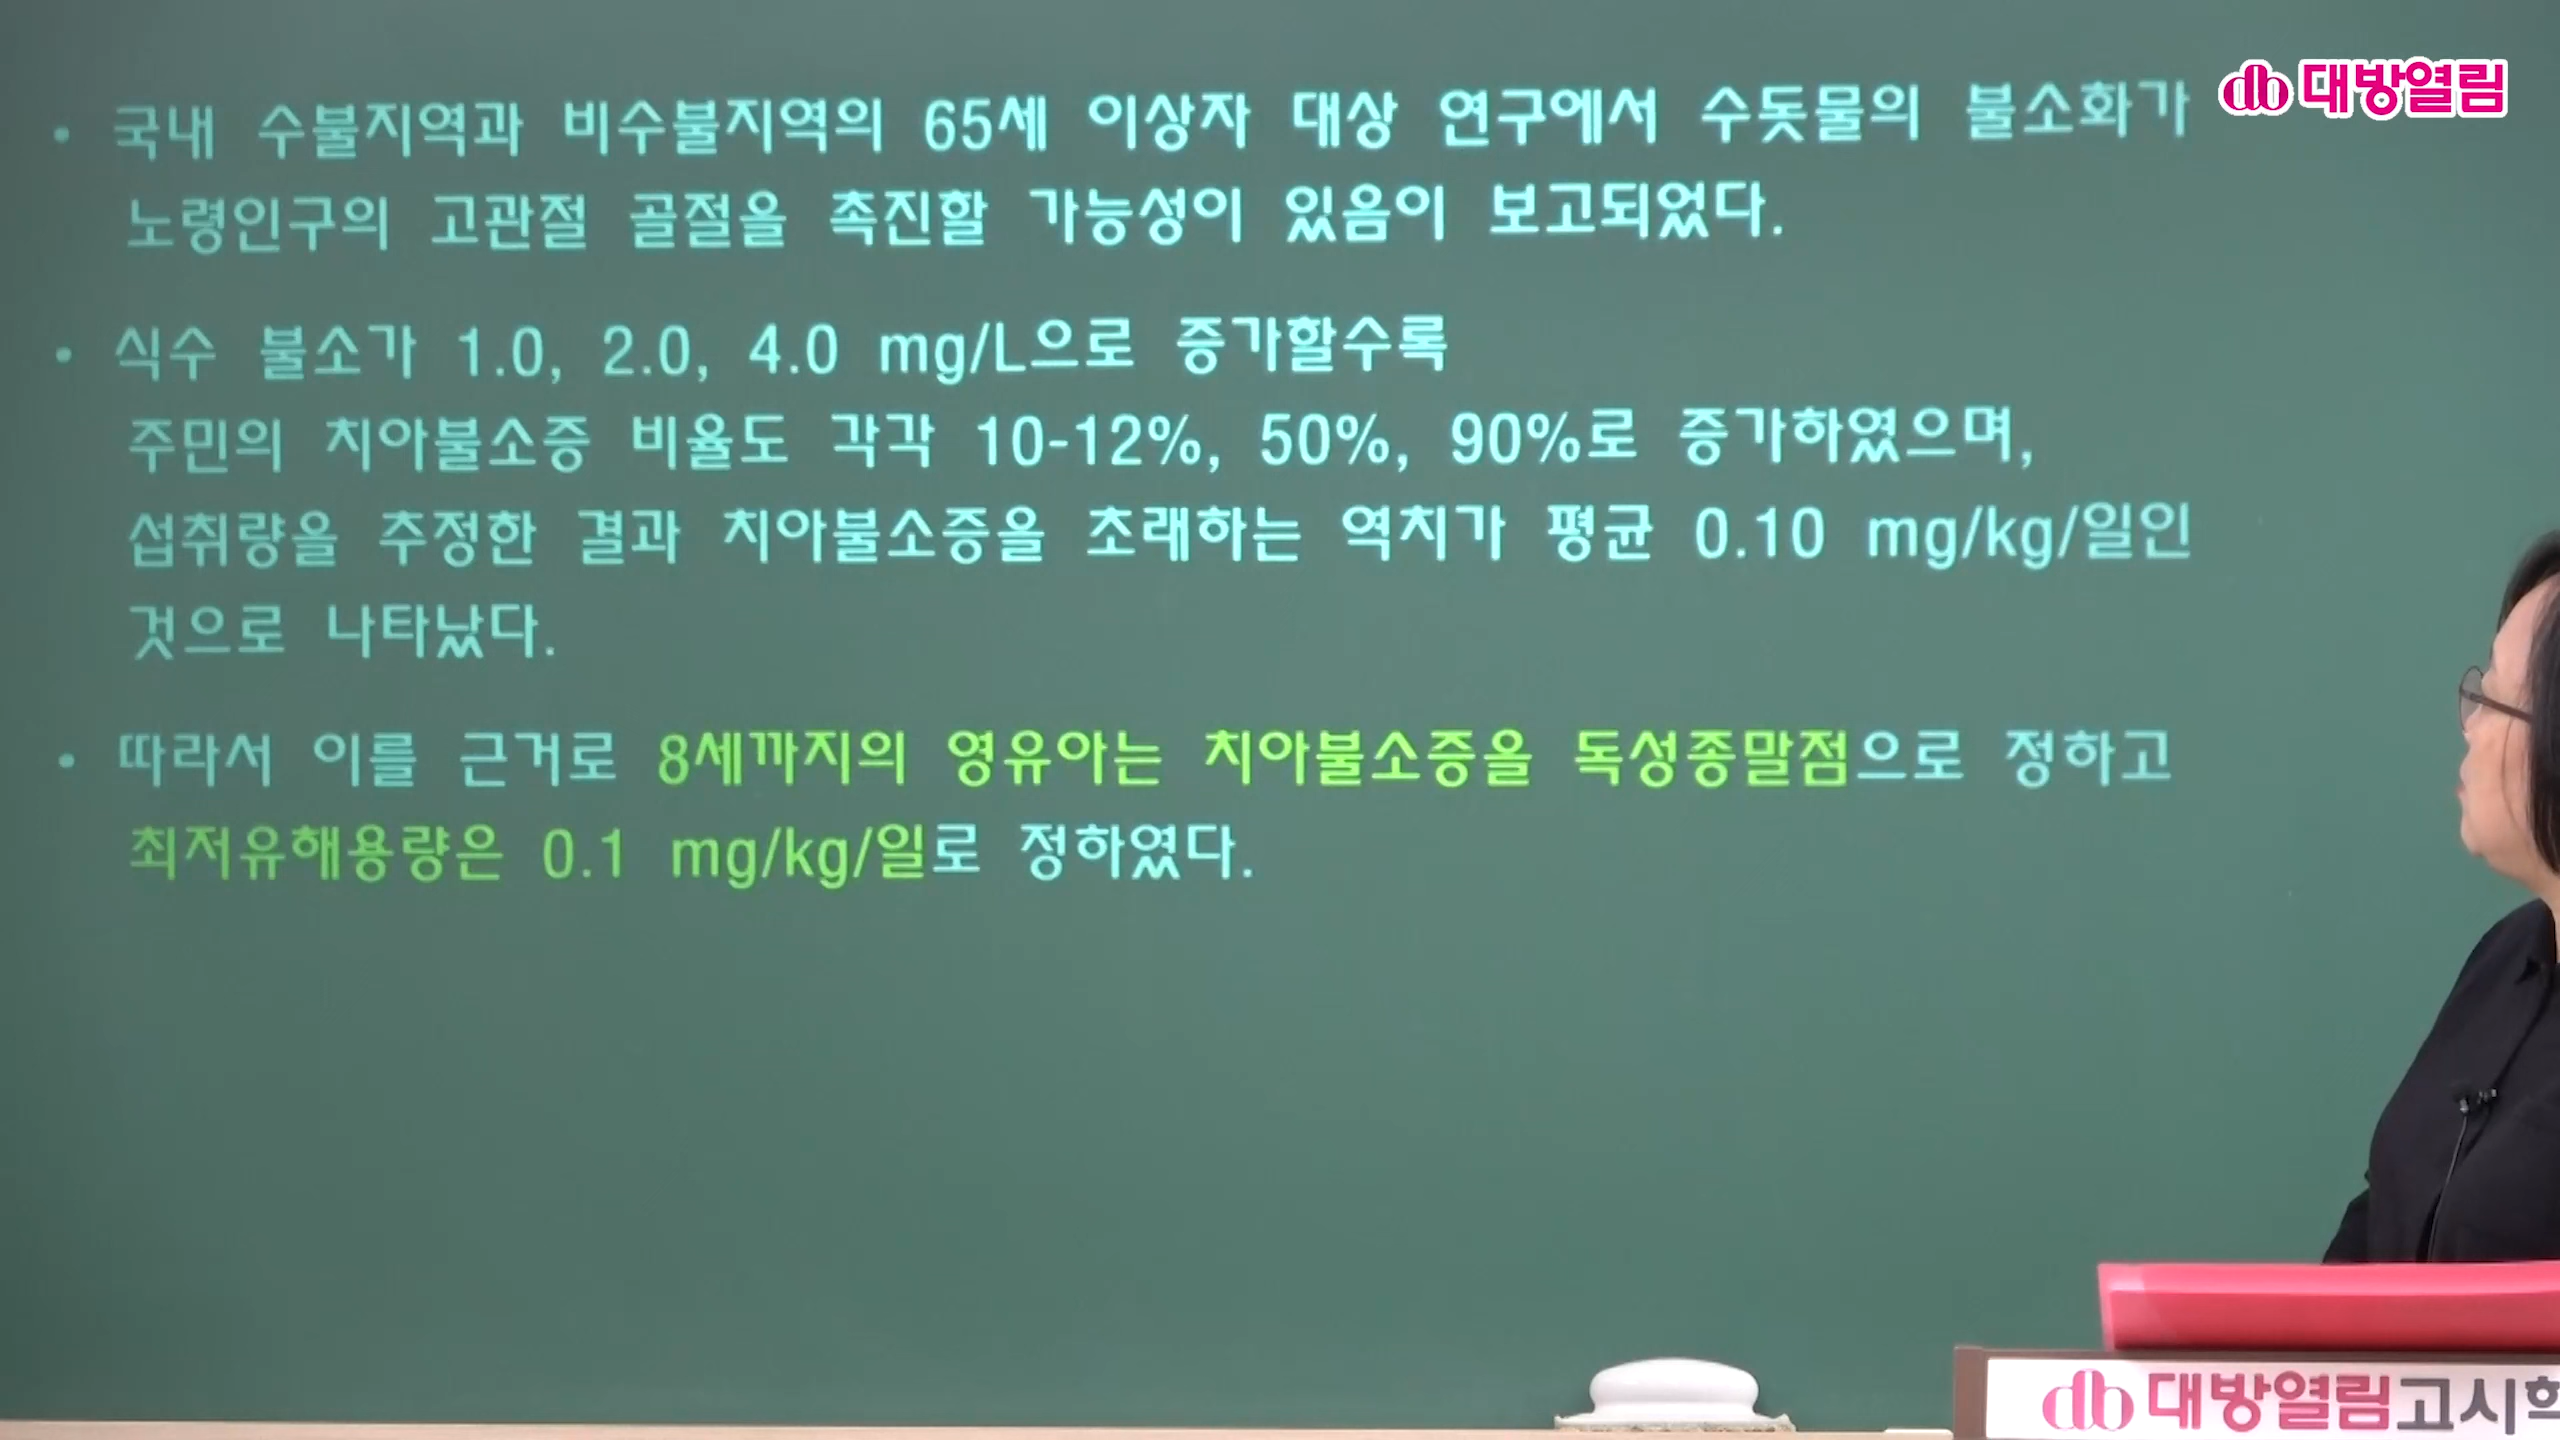 대방열림
• 국내 수불지역과 비수불지역의 65세 이상자 대상 연구에서 수돗물의 불소화가
노령인구의 고관절 골절을 촉진할 가능성이 있음이 보고되었다.
• 식수 불소가 1.0, 2.0, 4.0 mg/L으로 증가할수록
주민의 치아불소증 비율도 각각 10-12%, 50%, 90%로 증가하였으며,
섭취량을 추정한 결과 치아불소증을 초래하는 역치가 평균 0.10 mg/kg/일인
것으로 나타났다.
• 따라서 이를 근거로 8세까지의 영유아는 치아불소증을 독성종말점으로 정하고
최저유해용량은 0.1 mg/kg/일로 정하였다.
대방열림고시